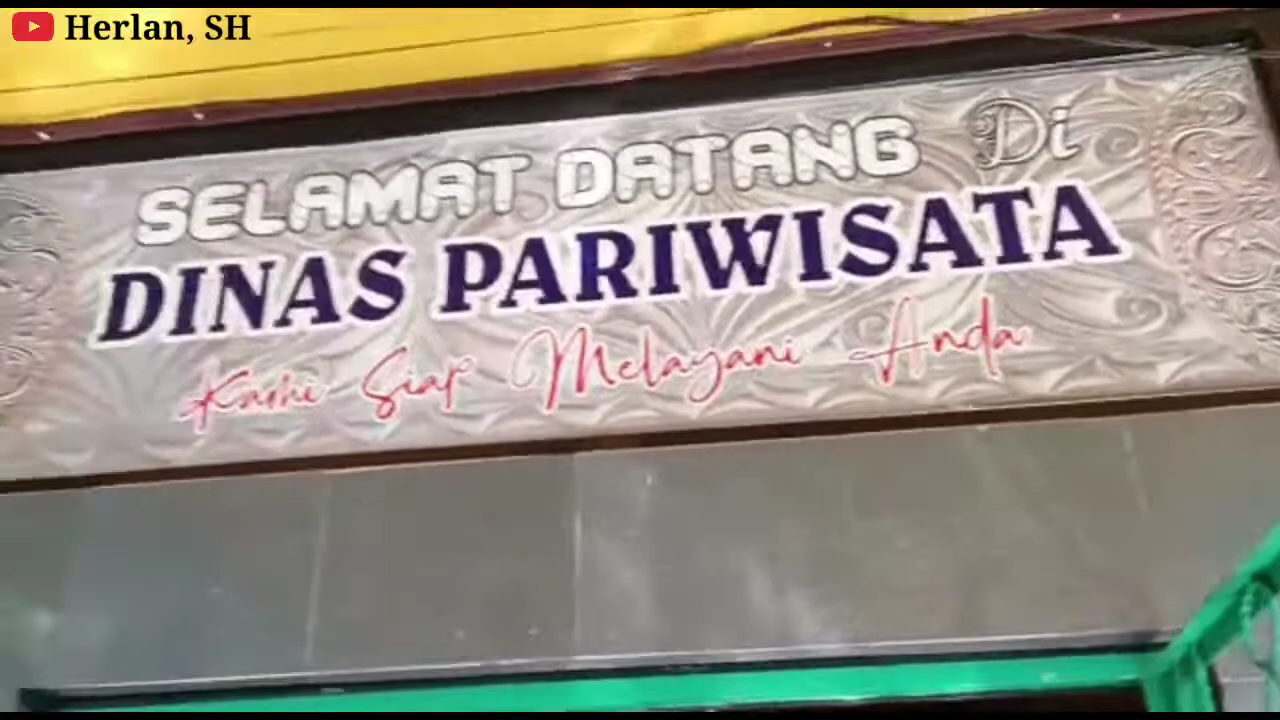 Herlan, SH
SELAMAT DATANG Di
DINAS PARIWISATA
Kami Siap Melayani Anda